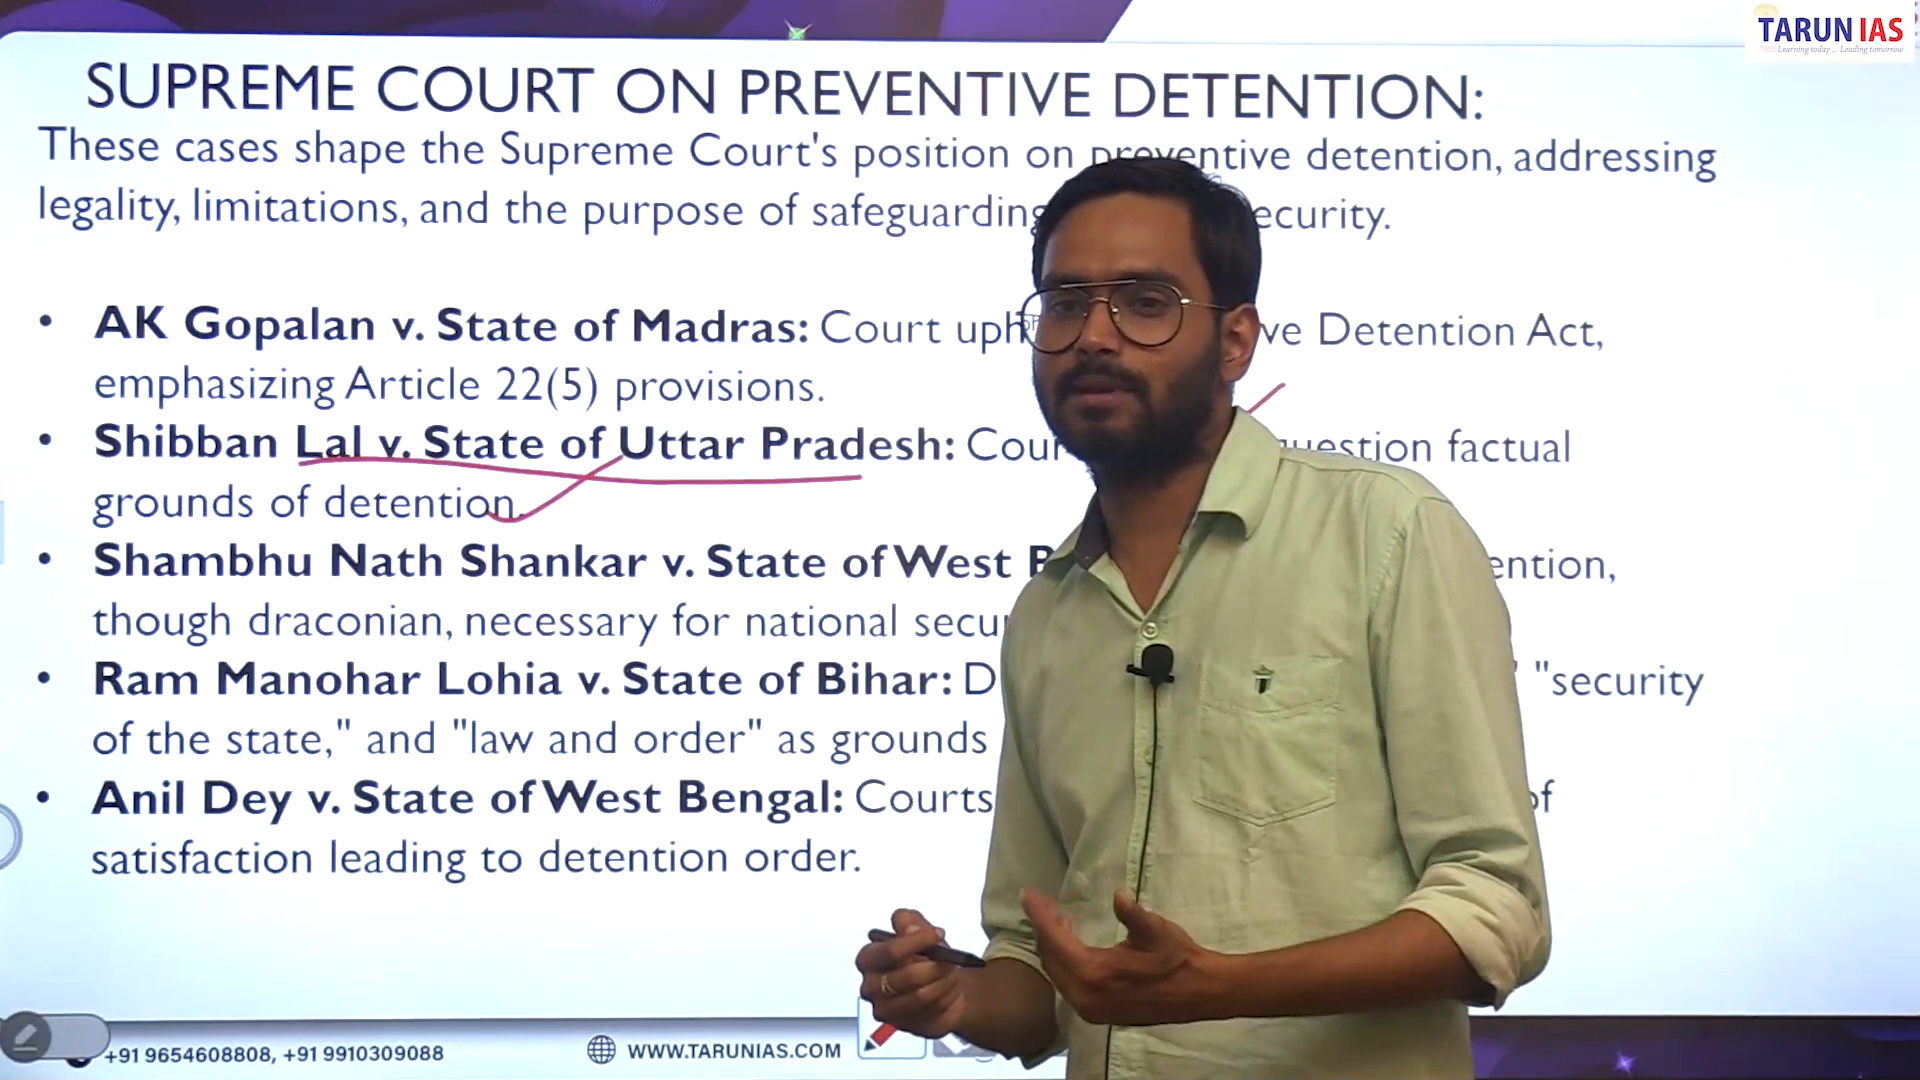 TARUN IAS
Learning today ... Leading tomorrow
SUPREME COURT ON PREVENTIVE DETENTION:
These cases shape the Supreme Court's position on preventive detention, addressing
legality, limitations, and the purpose of safeguarding
• AK Gopalan v. State of Madras: Court Detention Act,
emphasizing Article 22(5) provisions.
• Shibban Lal v. State of Uttar Pradesh: question factual
grounds of detention.
• Shambhu Nath Shankar v. State of West
though draconian, necessary for national
• Ram Manohar Lohia v. State of Bihar: "security
of the state," and "law and order" as grounds
• Anil Dey v. State of West Bengal: Courts of
satisfaction leading to detention order.
+91 9654608808, +91 9910309088
WWW.TARUNIAS.COM